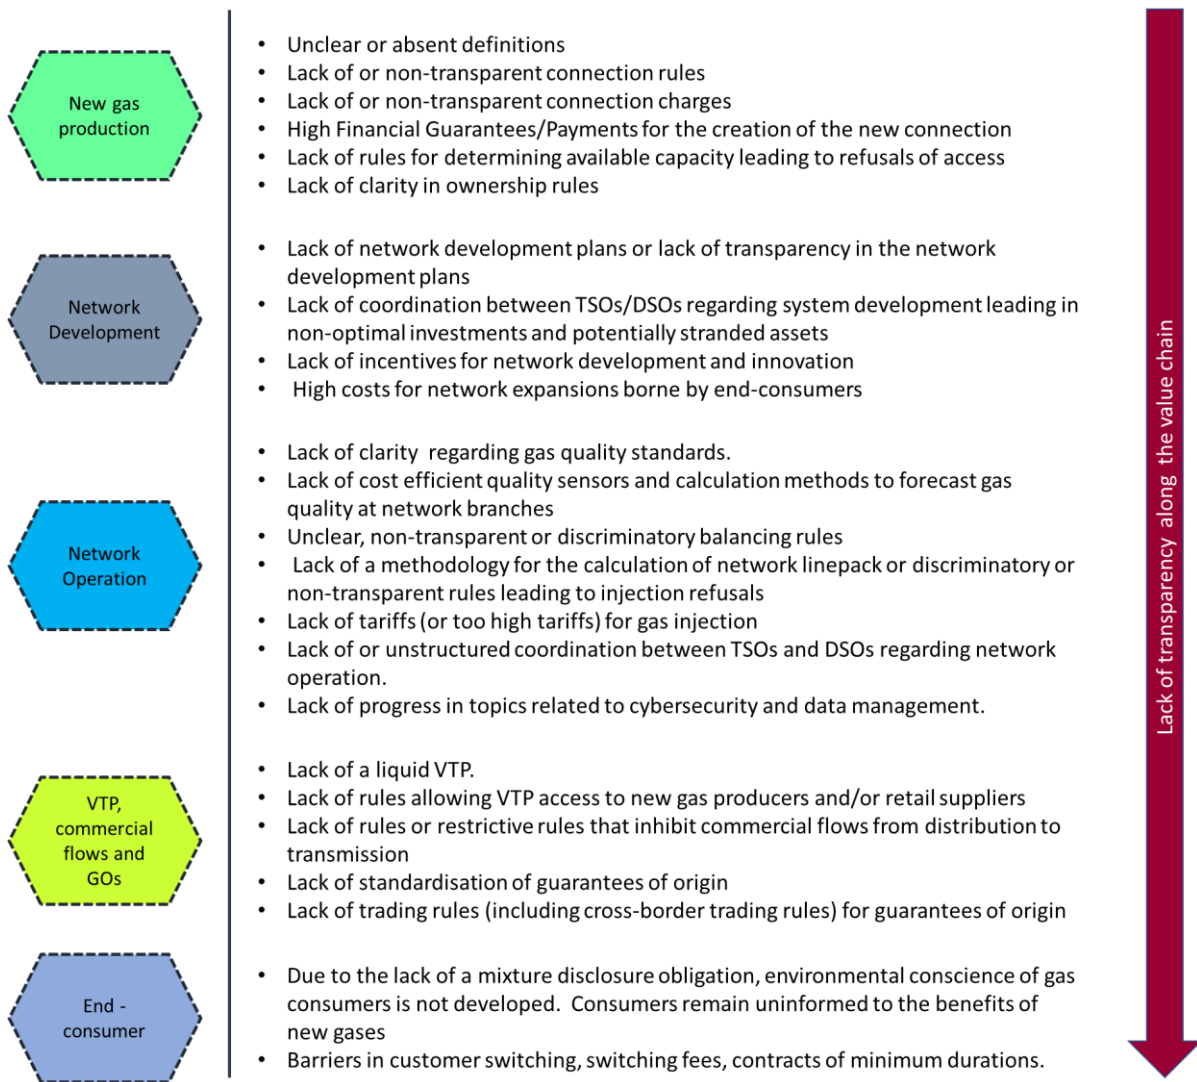 New gas
production
• Unclear or absent definitions
• Lack of or non-transparent connection rules
• Lack of or non-transparent connection charges
• High Financial Guarantees/Payments for the creation of the new connection
• Lack of rules for determining available capacity leading to refusals of access
• Lack of clarity in ownership rules
Network
Development
• Lack of network development plans or lack of transparency in the network
development plans
• Lack of coordination between TSOs/DSOs regarding system development leading in
non-optimal investments and potentially stranded assets
• Lack of incentives for network development and innovation
• High costs for network expansions borne by end-consumers
Network
Operation
• Lack of clarity regarding gas quality standards.
• Lack of cost efficient quality sensors and calculation methods to forecast gas
quality at network branches
• Unclear, non-transparent or discriminatory balancing rules
• Lack of a methodology for the calculation of network linepack or discriminatory or
non-transparent rules leading to injection refusals
• Lack of tariffs (or too high tariffs) for gas injection
• Lack of or unstructured coordination between TSOs and DSOs regarding network
operation.
• Lack of progress in topics related to cybersecurity and data management.
VTP,
commercial
flows and
GOs
• Lack of a liquid VTP.
• Lack of rules allowing VTP access to new gas producers and/or retail suppliers
• Lack of rules or restrictive rules that inhibit commercial flows from distribution to
transmission
• Lack of standardisation of guarantees of origin
• Lack of trading rules (including cross-border trading rules) for guarantees of origin
End -
consumer
• Due to the lack of a mixture disclosure obligation, environmental conscience of gas
consumers is not developed. Consumers remain uninformed to the benefits of
new gases
• Barriers in customer switching, switching fees, contracts of minimum durations.
Lack of transparency along the value chain